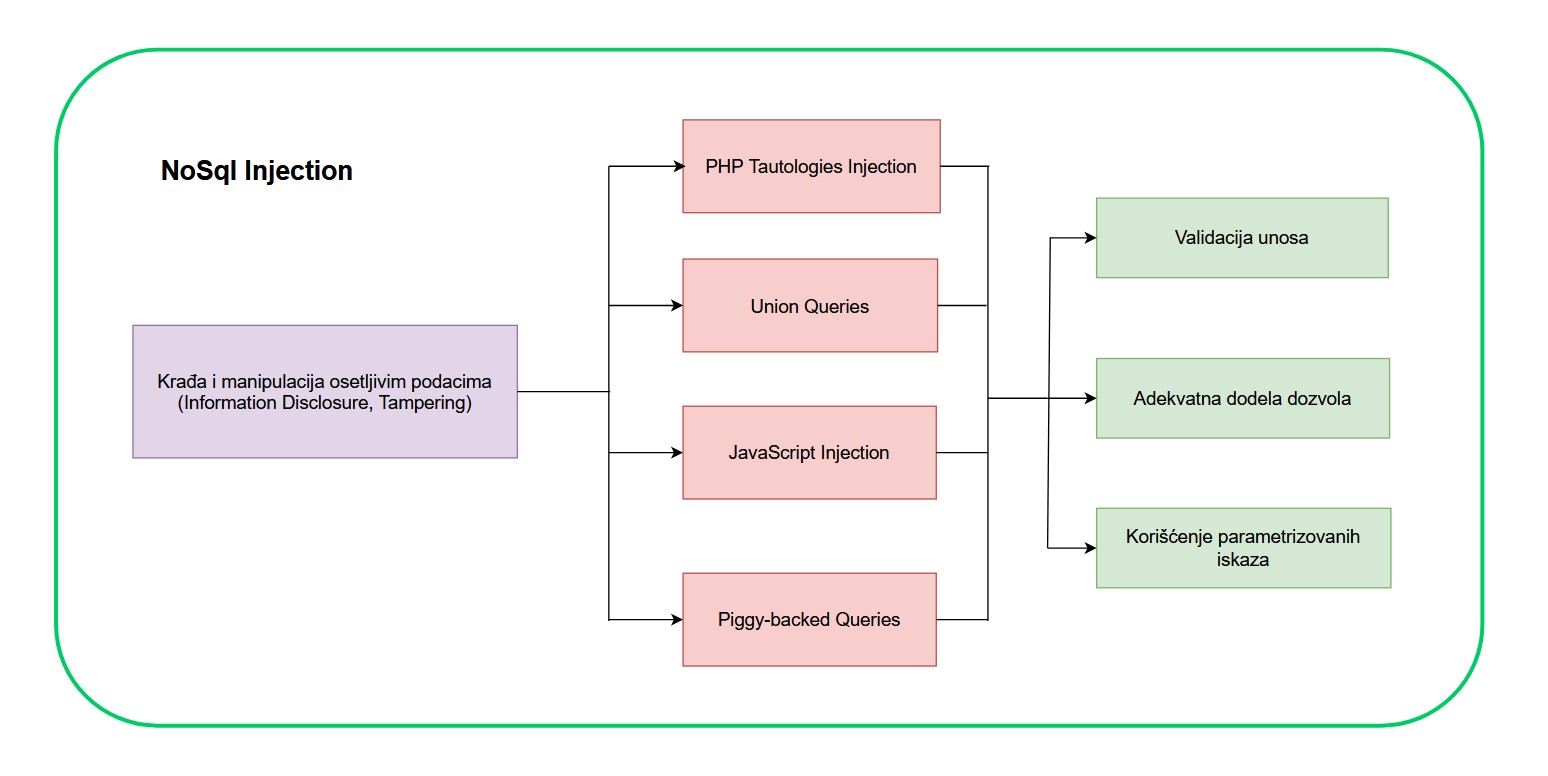 NoSql Injection
Krađa i manipulacija osetljivim podacima
(Information Disclosure, Tampering)
PHP Tautologies Injection
Union Queries
JavaScript Injection
Piggy-backed Queries
Validacija unosa
Adekvatna dodela dozvola
Korišćenje parametrizovanih
iskaza